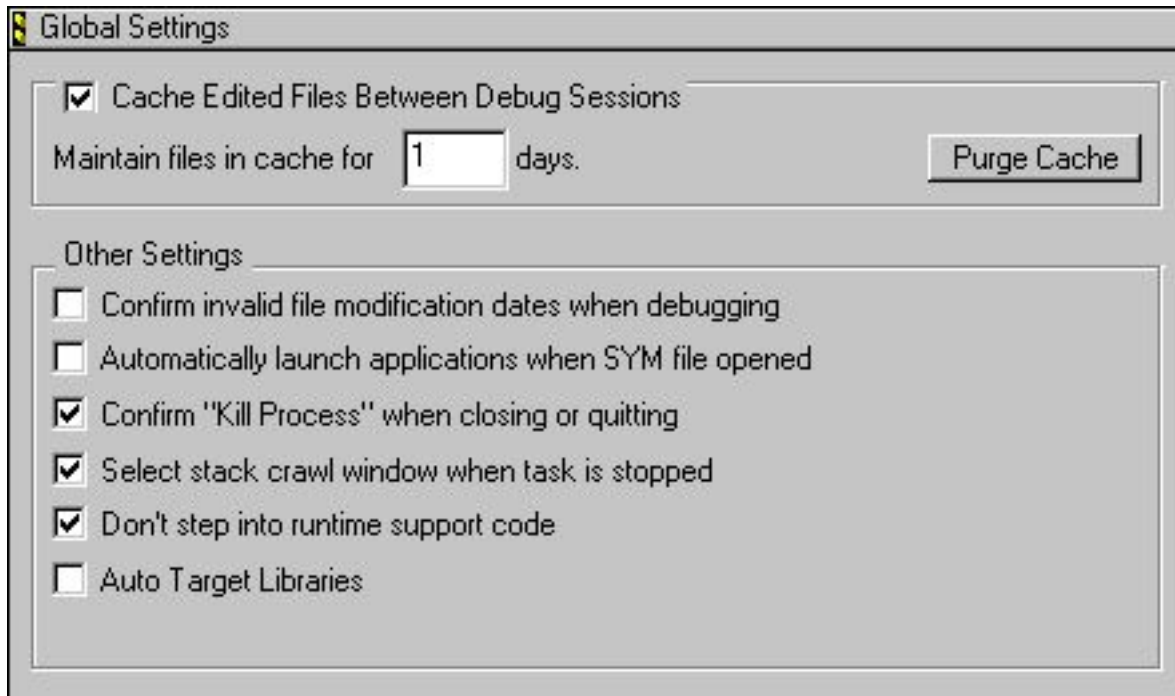 Global Settings
Cache Edited Files Between Debug Sessions
Maintain files in cache for 1 days. Purge Cache
Other Settings
Confirm invalid file modification dates when debugging
Automatically launch applications when SYM file opened
Confirm "Kill Process" when closing or quitting
Select stack crawl window when task is stopped
Don't step into runtime support code
Auto Target Libraries